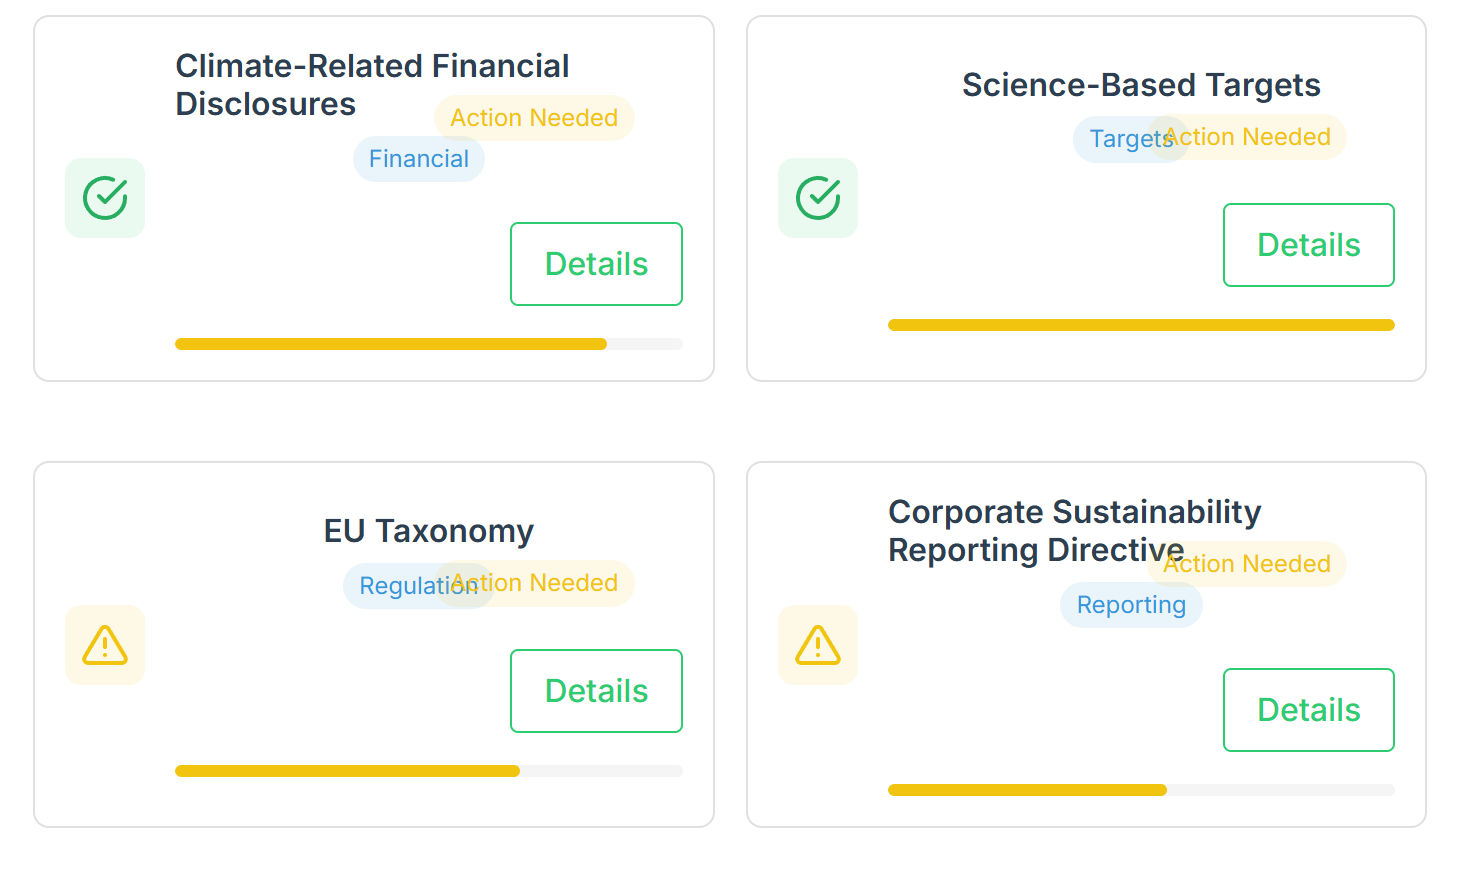 Climate-Related Financial
Disclosures
Action Needed
Financial
Details
Science-Based Targets
Targets
Action Needed
Details
EU Taxonomy
Regulation
Action Needed
Details
Corporate Sustainability
Reporting Directive
Action Needed
Reporting
Details